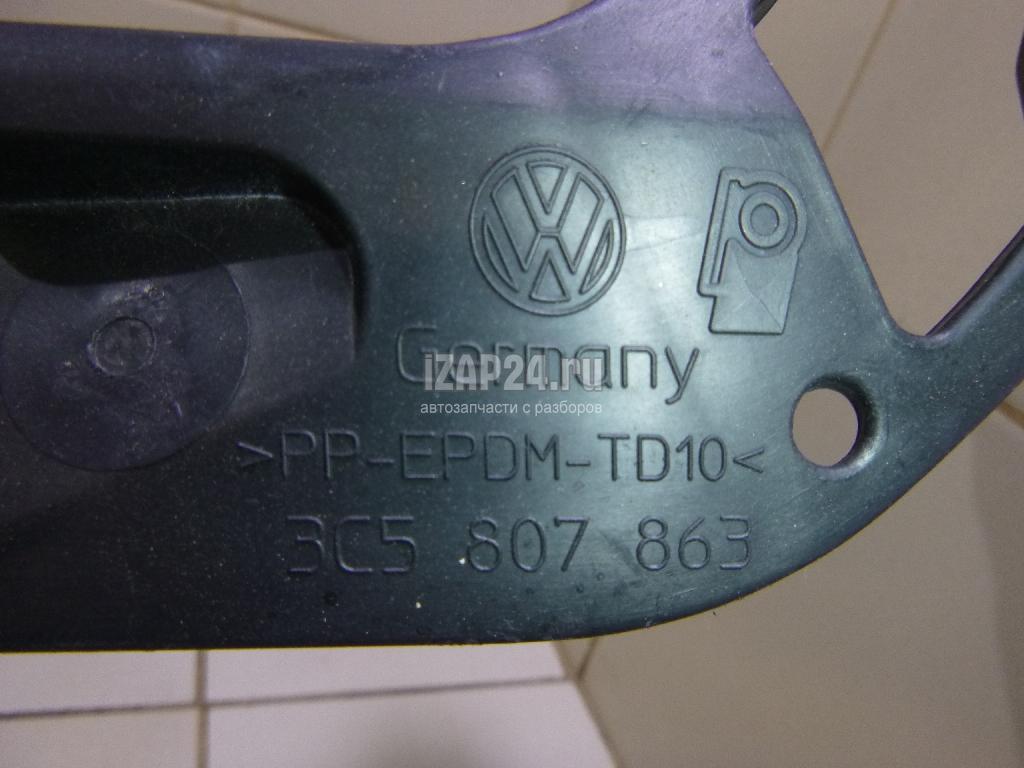 Germany
iZAP24.ru
автозапчасти с разборов
>PP-EPDM-TD10<
3C5 807 863